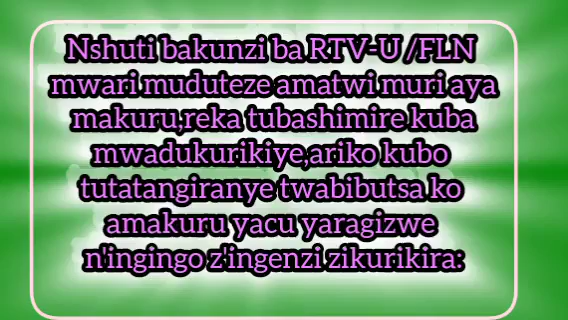 Nshuti bakunzi ba RTV-U /FLN
mwari muduteze amatwi muri aya
makuru,reka tubashimire kuba
mwadukurikiye,ariko kubo
tutatangiranye twabibutsa ko
amakuru yacu yaragizwe
n'ingingo z'ingenzi zikurikira: